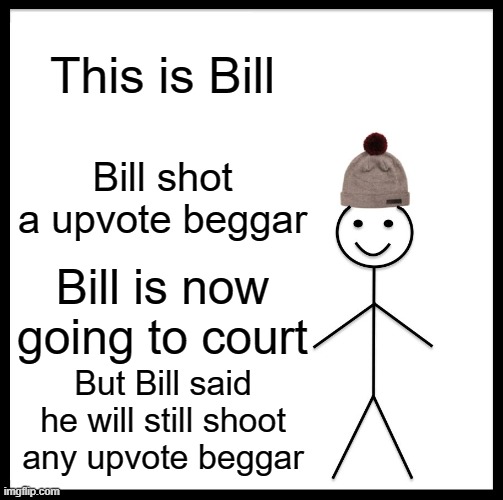 This is Bill
Bill shot
a upvote beggar
Bill is now
going to court
But Bill said
he will still shoot
any upvote beggar
imgflip.com